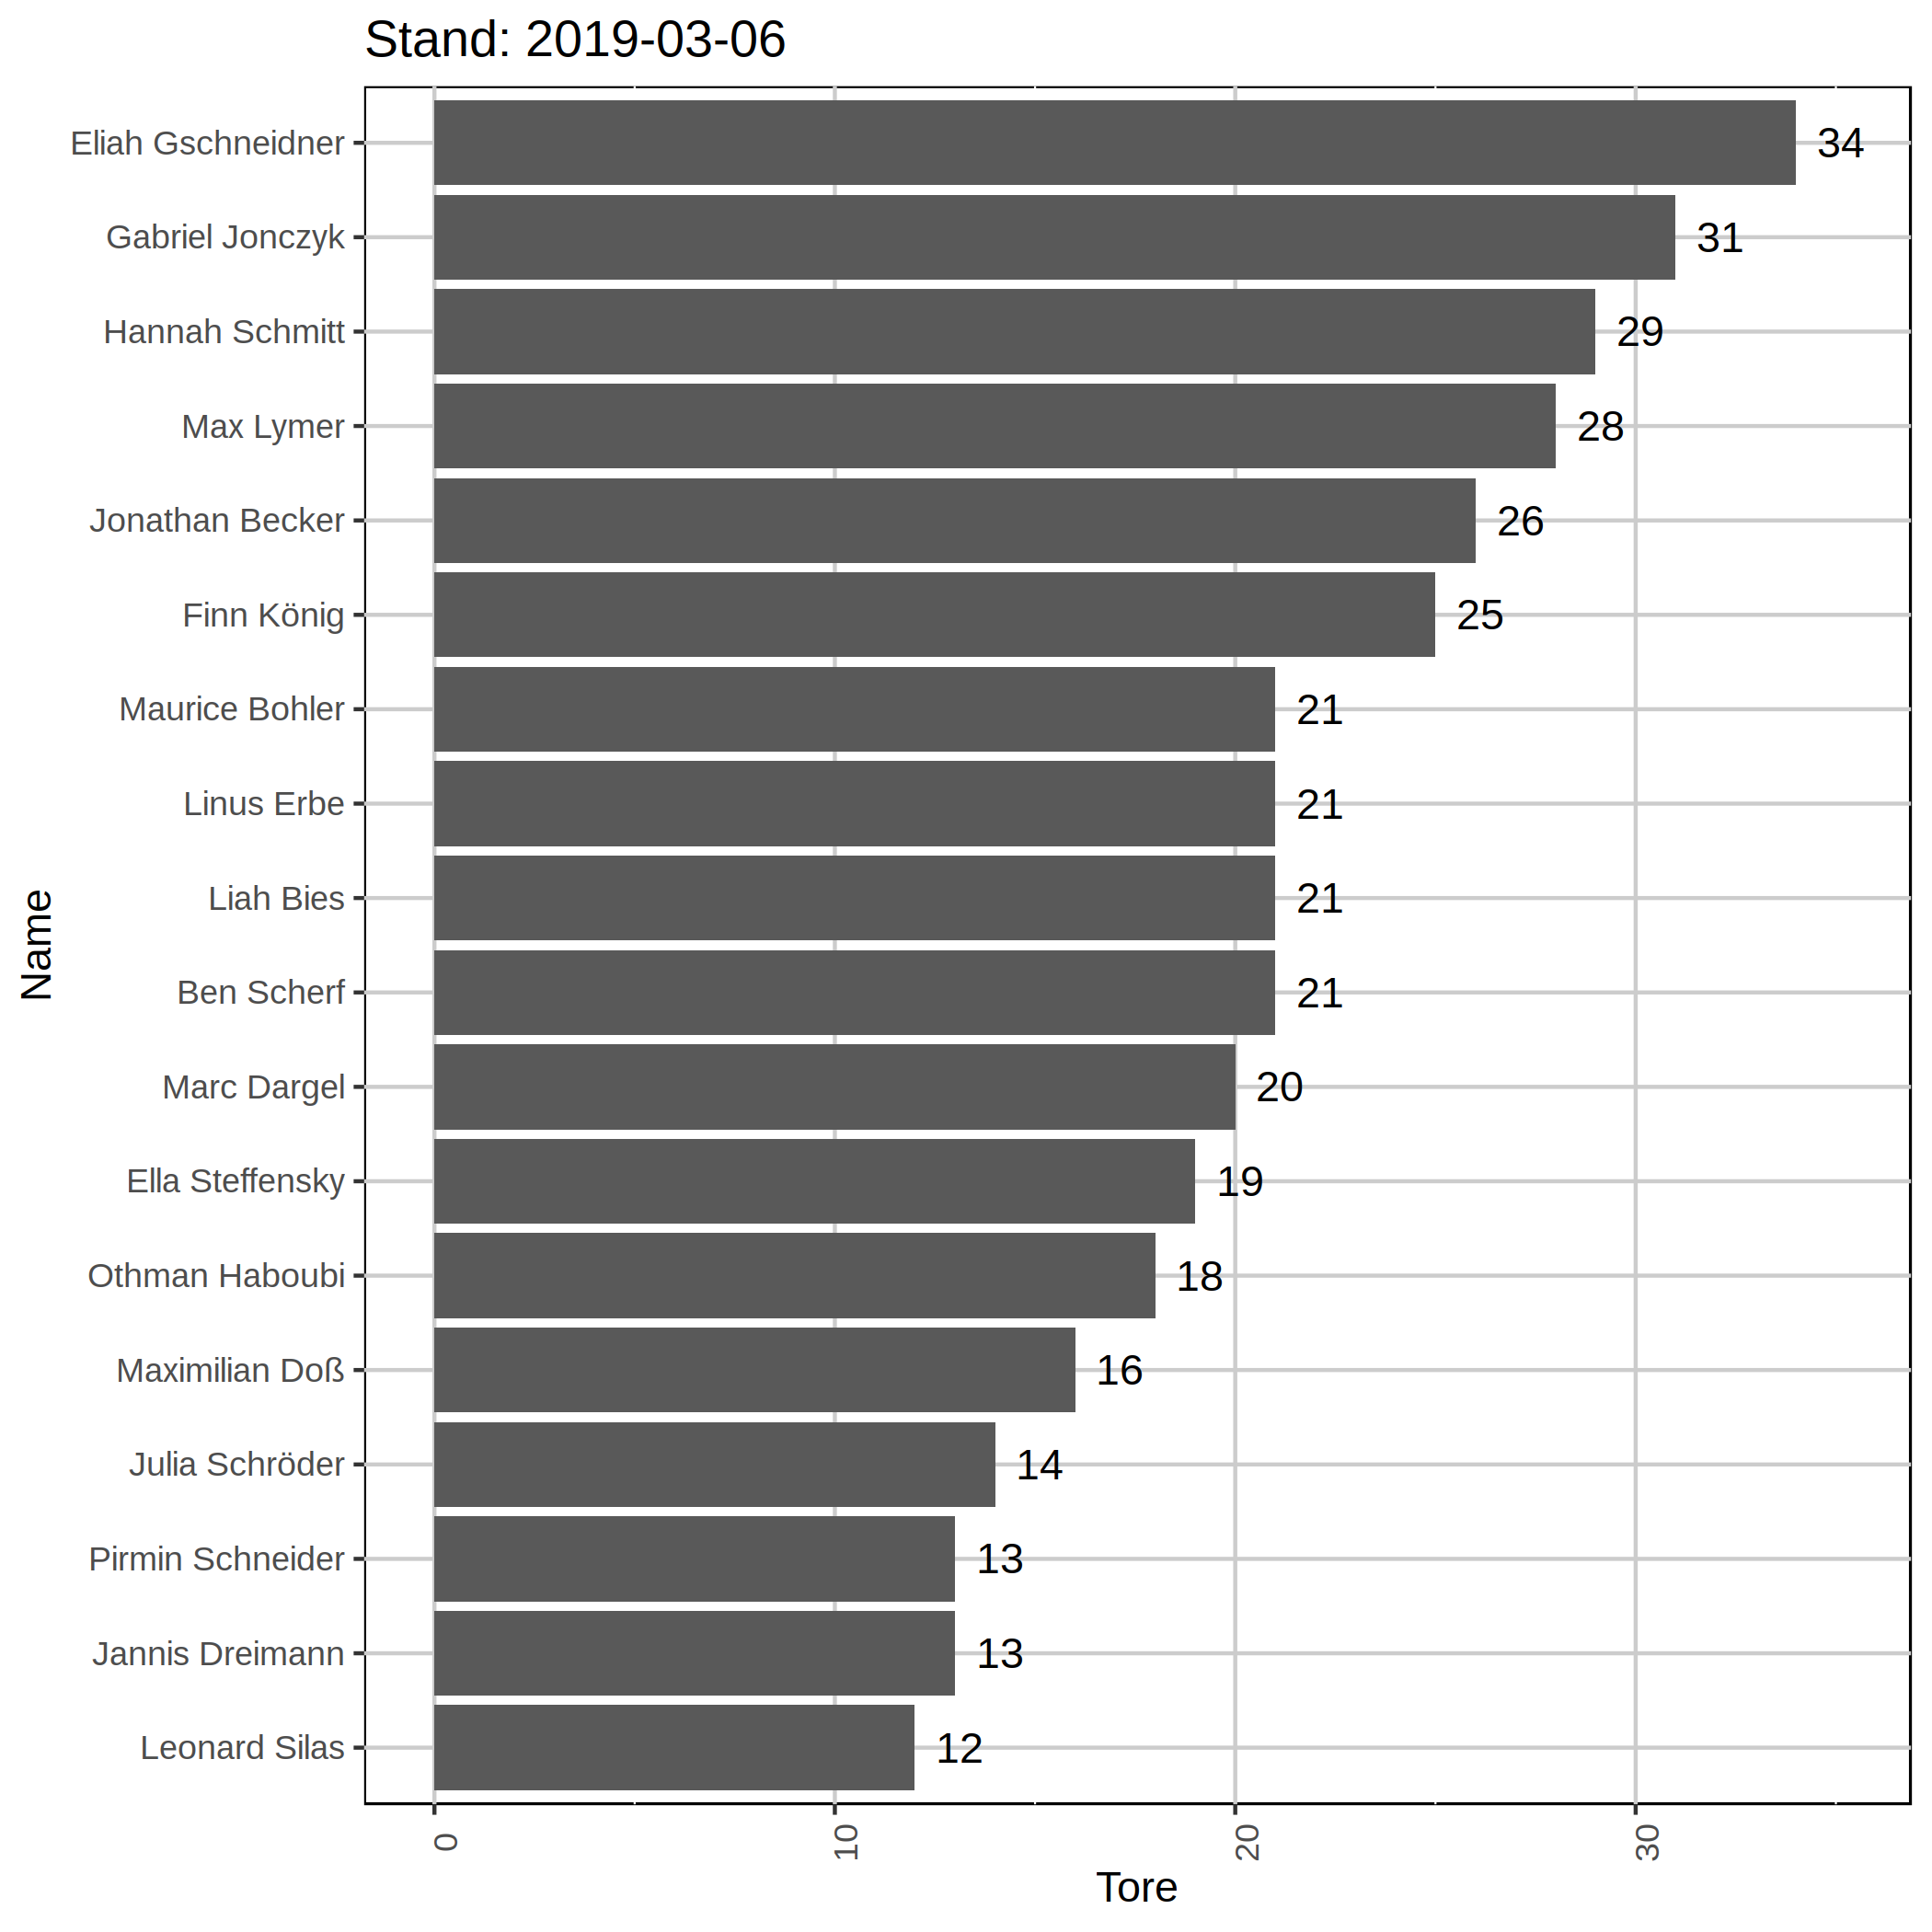 Stand: 2019-03-06
Eliah Gschneidner 34
Gabriel Jonczyk 31
Hannah Schmitt 29
Max Lymer 28
Jonathan Becker 26
Finn König 25
Maurice Bohler 21
Linus Erbe 21
Liah Bies 21
Ben Scherf 21
Marc Dargel 20
Ella Steffensky 19
Othman Haboubi 18
Maximilian Doß 16
Julia Schröder 14
Pirmin Schneider 13
Jannis Dreimann 13
Leonard Silas 12
Name
0 10 20 30
Tore